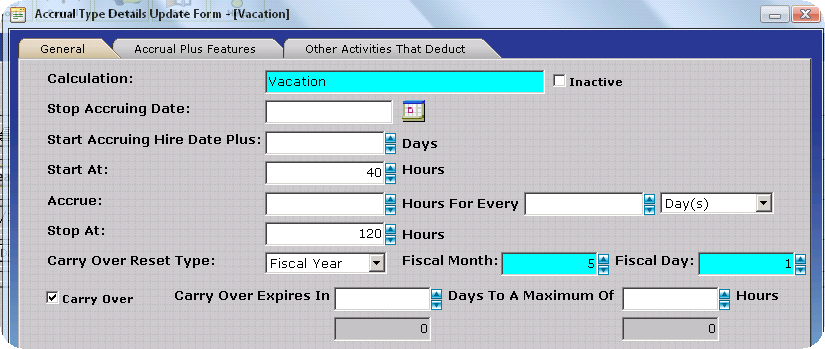 Accrual Type Details Update Form - [Vacation]
General Accrual Plus Features Other Activities That Deduct
Calculation: Vacation Inactive
Stop Accruing Date:
Start Accruing Hire Date Plus: Days
Start At: 40 Hours
Accrue: Hours For Every Day(s)
Stop At: 120 Hours
Carry Over Reset Type: Fiscal Year Fiscal Month: 5 Fiscal Day: 1
Carry Over Carry Over Expires In Days To A Maximum Of Hours
0 0